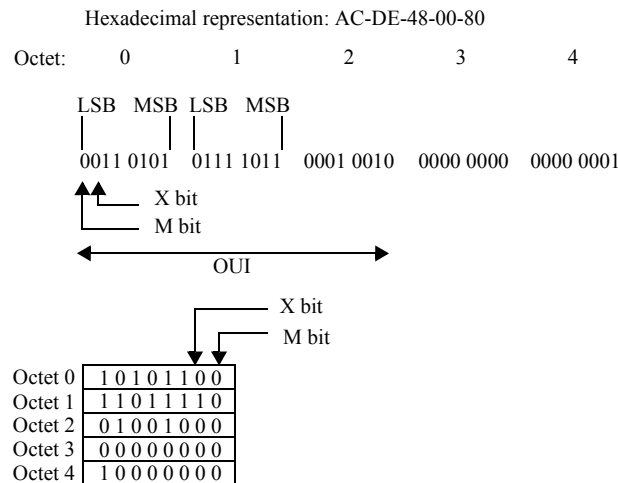 Hexadecimal representation: AC-DE-48-00-80
Octet: 0 1 2 3 4
LSB MSB LSB MSB
0011 0101 0111 1011 0001 0010 0000 0000 0000 0001
X bit
M bit
OUI
X bit
M bit
Octet 0 1 0 1 0 1 1 0 0
Octet 1 1 1 0 1 1 1 1 0
Octet 2 0 1 0 0 1 0 0 0
Octet 3 0 0 0 0 0 0 0 0
Octet 4 1 0 0 0 0 0 0 0